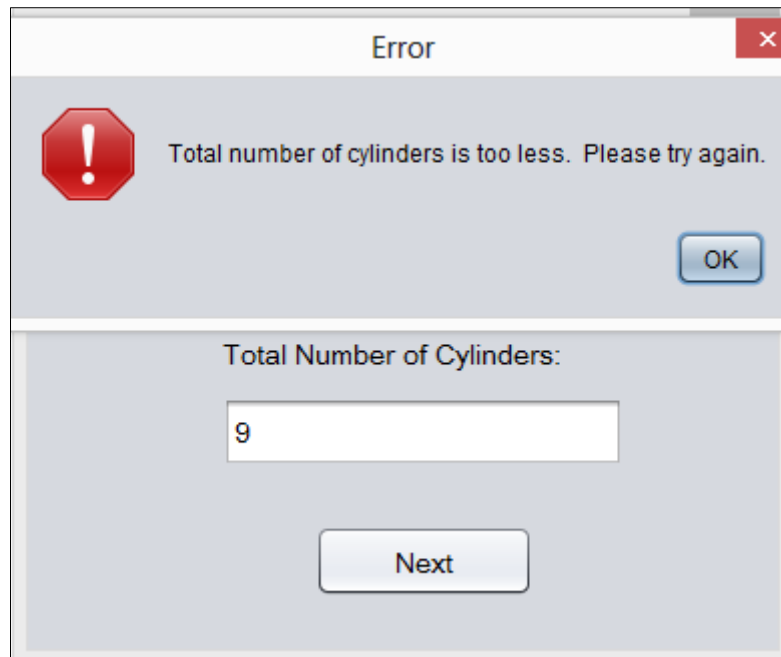 Error
Total number of cylinders is too less.  Please try again.
OK
Total Number of Cylinders:
9
Next